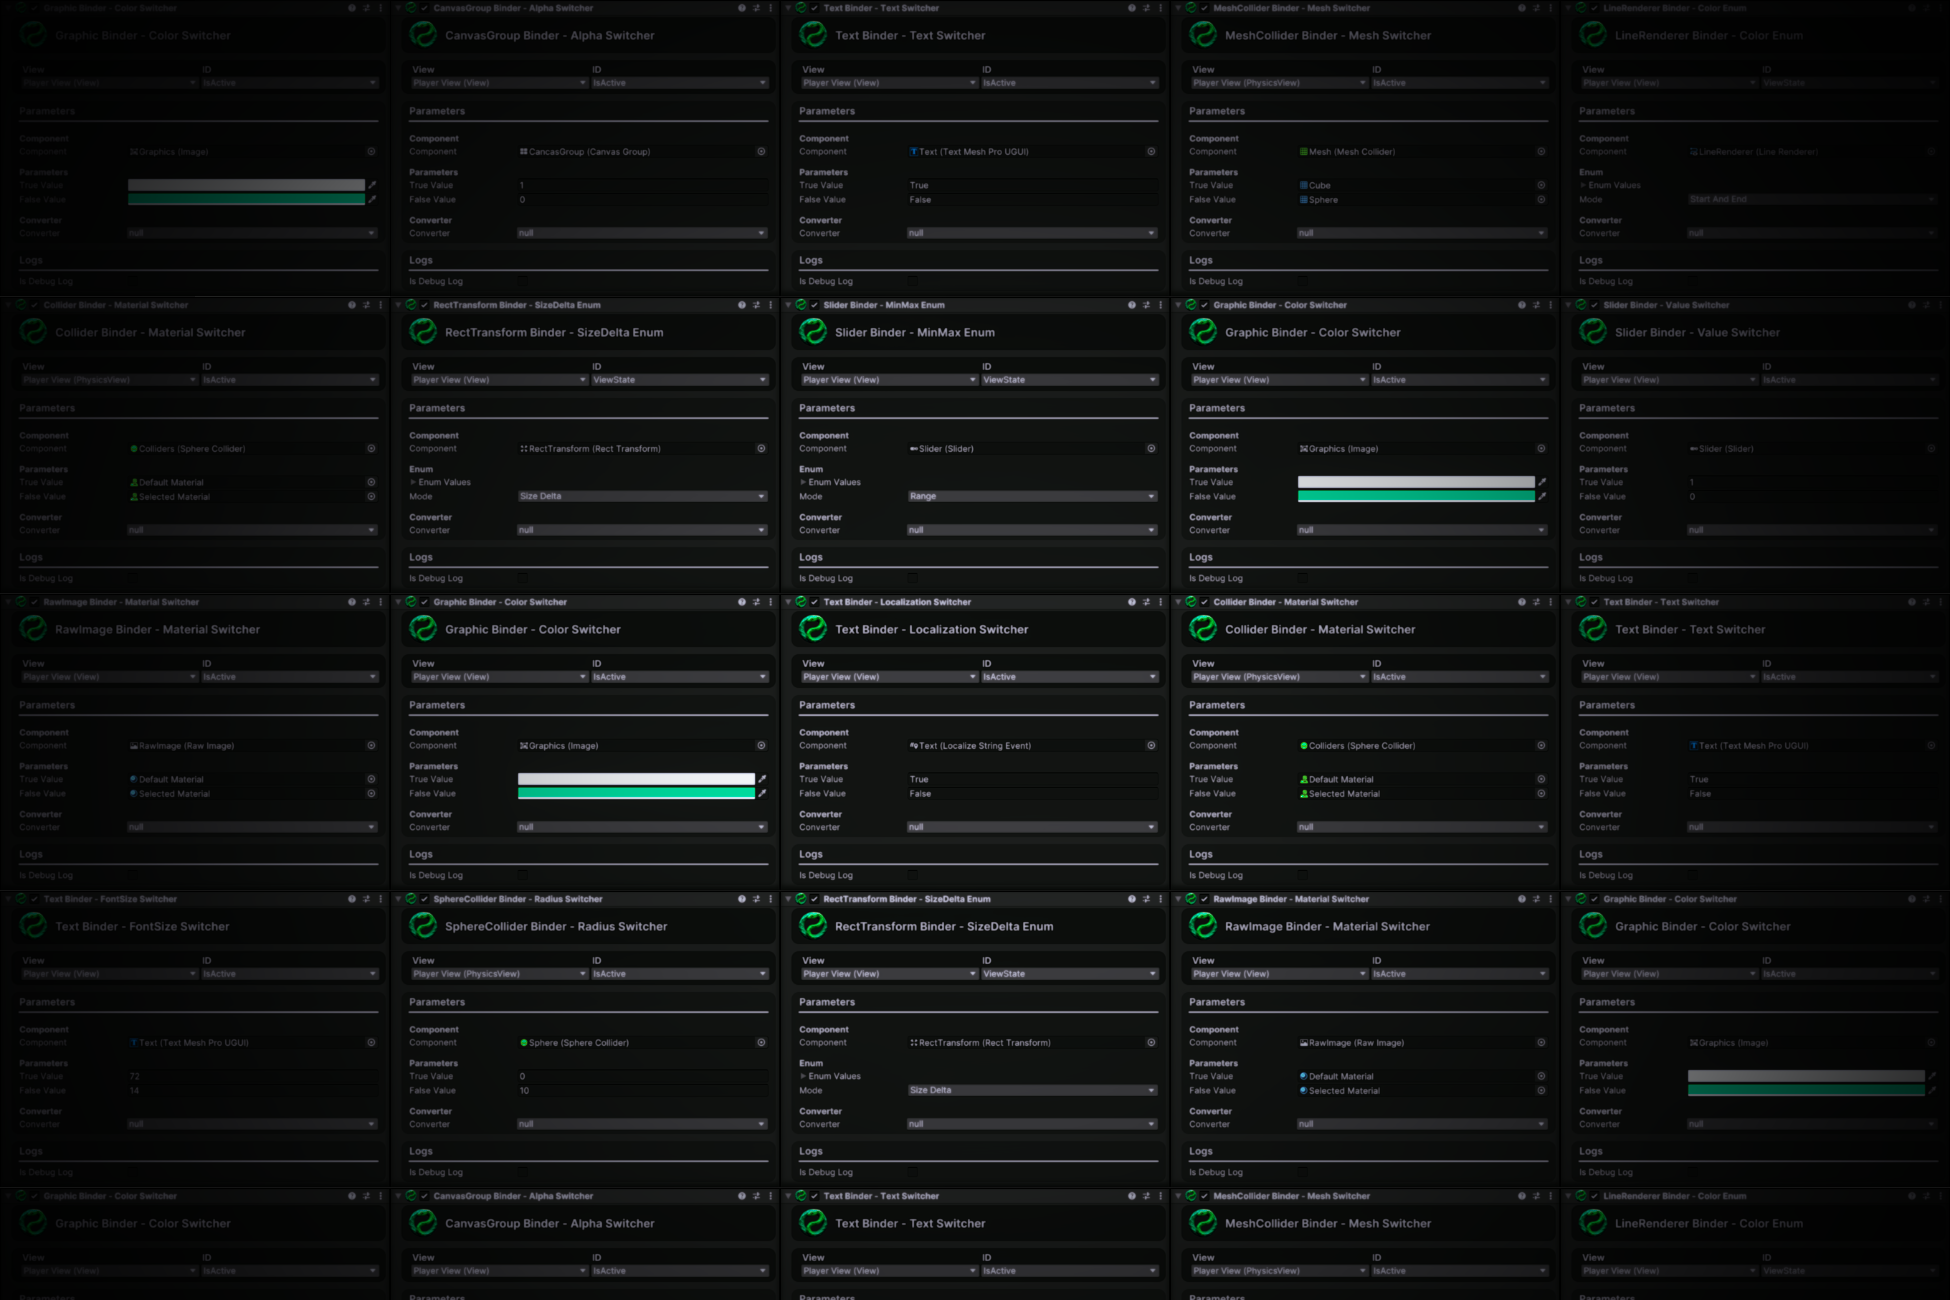 Graphic Binder - Color Switcher
Graphic Binder - Color Switcher
View ID
Player View (View) IsActive
Parameters
Component
Component Graphics (Image)
Parameters
True Value
False Value
Converter
Converter null
Logs
Is Debug Log
CanvasGroup Binder - Alpha Switcher
CanvasGroup Binder - Alpha Switcher
View ID
Player View (View) IsActive
Parameters
Component
Component CancasGroup (Canvas Group)
Parameters
True Value 1
False Value 0
Converter
Converter null
Logs
Is Debug Log
Text Binder - Text Switcher
Text Binder - Text Switcher
View ID
Player View (View) IsActive
Parameters
Component
Component Text (Text Mesh Pro UGUI)
Parameters
True Value True
False Value False
Converter
Converter null
Logs
Is Debug Log
MeshCollider Binder - Mesh Switcher
MeshCollider Binder - Mesh Switcher
View ID
Player View (PhysicsView) IsActive
Parameters
Component
Component Mesh (Mesh Collider)
Parameters
True Value Cube
False Value Sphere
Converter
Converter null
Logs
Is Debug Log
LineRenderer Binder - Color Enum
LineRenderer Binder - Color Enum
View ID
Player View (View) ViewState
Parameters
Component
Component LineRenderer (Line Renderer)
Enum
Enum Values
Mode Start And End
Converter
Converter null
Logs
Is Debug Log
Collider Binder - Material Switcher
Collider Binder - Material Switcher
View ID
Player View (PhysicsView) IsActive
Parameters
Component
Component Colliders (Sphere Collider)
Parameters
True Value Default Material
False Value Selected Material
Converter
Converter null
Logs
Is Debug Log
RectTransform Binder - SizeDelta Enum
RectTransform Binder - SizeDelta Enum
View ID
Player View (View) ViewState
Parameters
Component
Component RectTransform (Rect Transform)
Enum
Enum Values
Mode Size Delta
Converter
Converter null
Logs
Is Debug Log
Slider Binder - MinMax Enum
Slider Binder - MinMax Enum
View ID
Player View (View) ViewState
Parameters
Component
Component Slider (Slider)
Enum
Enum Values
Mode Range
Converter
Converter null
Logs
Is Debug Log
Graphic Binder - Color Switcher
Graphic Binder - Color Switcher
View ID
Player View (View) IsActive
Parameters
Component
Component Graphics (Image)
Parameters
True Value
False Value
Converter
Converter null
Logs
Is Debug Log
Slider Binder - Value Switcher
Slider Binder - Value Switcher
View ID
Player View (View) IsActive
Parameters
Component
Component Slider (Slider)
Parameters
True Value 1
False Value 0
Converter
Converter null
Logs
Is Debug Log
RawImage Binder - Material Switcher
RawImage Binder - Material Switcher
View ID
Player View (View) IsActive
Parameters
Component
Component RawImage (Raw Image)
Parameters
True Value Default Material
False Value Selected Material
Converter
Converter null
Logs
Is Debug Log
Graphic Binder - Color Switcher
Graphic Binder - Color Switcher
View ID
Player View (View) IsActive
Parameters
Component
Component Graphics (Image)
Parameters
True Value
False Value
Converter
Converter null
Logs
Is Debug Log
Text Binder - Localization Switcher
Text Binder - Localization Switcher
View ID
Player View (View) IsActive
Parameters
Component
Component Text (Localize String Event)
Parameters
True Value True
False Value False
Converter
Converter null
Logs
Is Debug Log
Collider Binder - Material Switcher
Collider Binder - Material Switcher
View ID
Player View (PhysicsView) IsActive
Parameters
Component
Component Colliders (Sphere Collider)
Parameters
True Value Default Material
False Value Selected Material
Converter
Converter null
Logs
Is Debug Log
Text Binder - Text Switcher
Text Binder - Text Switcher
View ID
Player View (View) IsActive
Parameters
Component
Component Text (Text Mesh Pro UGUI)
Parameters
True Value True
False Value False
Converter
Converter null
Logs
Is Debug Log
Text Binder - FontSize Switcher
Text Binder - FontSize Switcher
View ID
Player View (View) IsActive
Parameters
Component
Component Text (Text Mesh Pro UGUI)
Parameters
True Value 72
False Value 14
Converter
Converter null
Logs
Is Debug Log
SphereCollider Binder - Radius Switcher
SphereCollider Binder - Radius Switcher
View ID
Player View (PhysicsView) IsActive
Parameters
Component
Component Sphere (Sphere Collider)
Parameters
True Value 0
False Value 10
Converter
Converter null
Logs
Is Debug Log
RectTransform Binder - SizeDelta Enum
RectTransform Binder - SizeDelta Enum
View ID
Player View (View) ViewState
Parameters
Component
Component RectTransform (Rect Transform)
Enum
Enum Values
Mode Size Delta
Converter
Converter null
Logs
Is Debug Log
RawImage Binder - Material Switcher
RawImage Binder - Material Switcher
View ID
Player View (View) IsActive
Parameters
Component
Component RawImage (Raw Image)
Parameters
True Value Default Material
False Value Selected Material
Converter
Converter null
Logs
Is Debug Log
Graphic Binder - Color Switcher
Graphic Binder - Color Switcher
View ID
Player View (View) IsActive
Parameters
Component
Component Graphics (Image)
Parameters
True Value
False Value
Converter
Converter null
Logs
Is Debug Log
Graphic Binder - Color Switcher
Graphic Binder - Color Switcher
View ID
Player View (View) IsActive
Parameters
CanvasGroup Binder - Alpha Switcher
CanvasGroup Binder - Alpha Switcher
View ID
Player View (View) IsActive
Parameters
Text Binder - Text Switcher
Text Binder - Text Switcher
View ID
Player View (View) IsActive
Parameters
MeshCollider Binder - Mesh Switcher
MeshCollider Binder - Mesh Switcher
View ID
Player View (PhysicsView) IsActive
Parameters
LineRenderer Binder - Color Enum
LineRenderer Binder - Color Enum
View ID
Player View (View) ViewState
Parameters